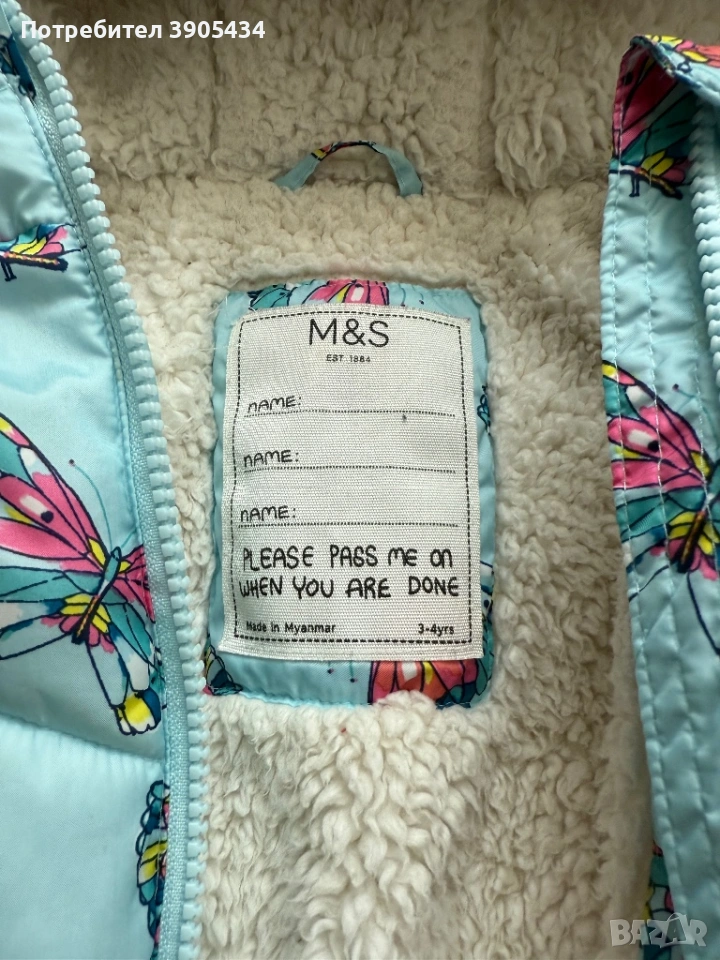 Потребител 3905434
M&S
EST. 1884
NAME:
NAME:
NAME:
PLEASE PASS ME ON
WHEN YOU ARE DONE
Made in Myanmar 3-4yrs
BAZAR